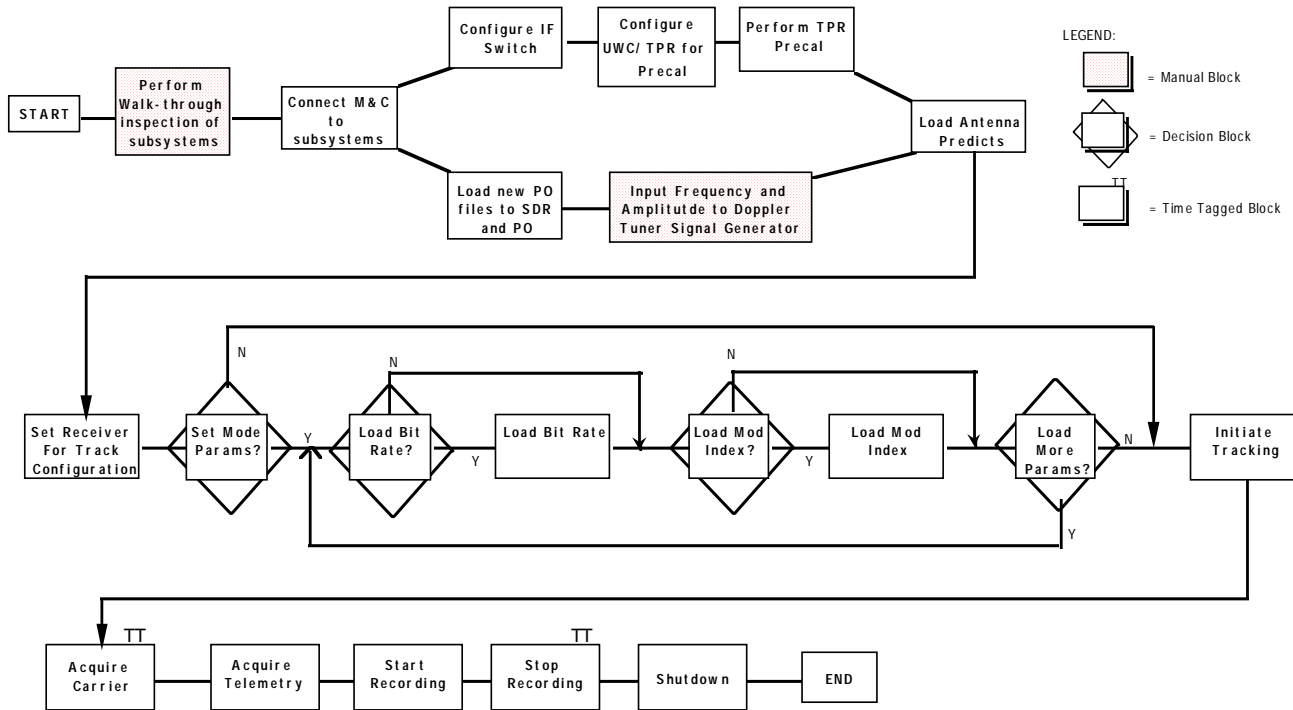 START
Perform
Walk-through
inspection of
subsystems
Connect M&C
to
subsystems
Configure IF
Switch
Configure
UWC/ TPR for
Precal
Perform TPR
Precal
Load new PO
files to SDR
and PO
Input Frequency and
Amplitutde to Doppler
Tuner Signal Generator
Load Antenna
Predicts
LEGEND:
= Manual Block
= Decision Block
TT
= Time Tagged Block
Set Receiver
For Track
Configuration
N
Set Mode
Params?
Y
N
Load Bit
Rate?
Y
Load Bit Rate
N
Load Mod
Index?
Y
Load Mod
Index
Load
More
Params?
N
Y
Initiate
Tracking
TT
Acquire
Carrier
Acquire
Telemetry
Start
Recording
TT
Stop
Recording
Shutdown
END